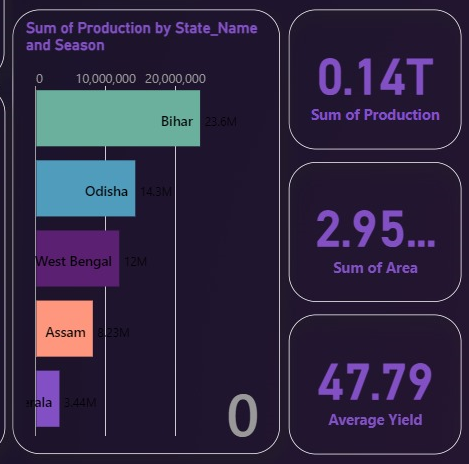 Sum of Production by State_Name
and Season
0 10,000,000 20,000,000
Bihar 23.6M
Odisha 14.3M
West Bengal 12M
Assam 8.23M
rala 3.44M
0
0.14T
Sum of Production
2.95...
Sum of Area
47.79
Average Yield